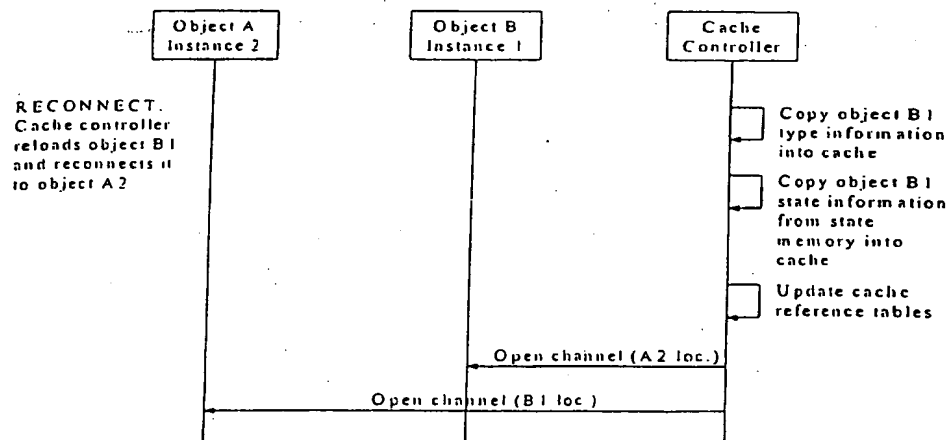 Object A
Instance 2
Object B
Instance 1
Cache
Controller
RECONNECT.
Cache controller
reloads object B1
and reconnects it
to object A2
Copy object B1
type information
into cache
Copy object B1
state information
from state
memory into
cache
Update cache
reference tables
Open channel (A2 loc.)
Open channel (B1 loc.)